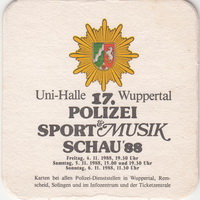 Uni-Halle Wuppertal
17.
POLIZEI
SPORT & MUSIK
SCHAU '88
Freitag, 4. 11. 1988, 19.30 Uhr
Samstag, 5. 11. 1988, 15.00 und 19.30 Uhr
Sonntag, 6. 11. 1988, 11.30 Uhr
Karten bei allen Polizei-Dienststellen in Wuppertal, Rem-
scheid, Solingen und im Infozentrum und der Ticketzentrale